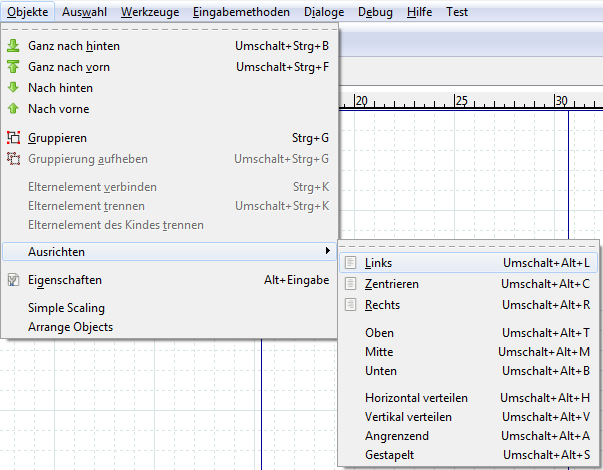 Objekte Auswahl Werkzeuge Eingabemethoden Dialoge Debug Hilfe Test
Ganz nach hinten Umschalt+Strg+B
Ganz nach vorn Umschalt+Strg+F
Nach hinten
Nach vorne
20 25 30
Gruppieren Strg+G
Gruppierung aufheben Umschalt+Strg+G
Elternelement verbinden Strg+K
Elternelement trennen Umschalt+Strg+K
Elternelement des Kindes trennen
Ausrichten
Eigenschaften Alt+Eingabe
Simple Scaling
Arrange Objects
Links Umschalt+Alt+L
Zentrieren Umschalt+Alt+C
Rechts Umschalt+Alt+R
Oben Umschalt+Alt+T
Mitte Umschalt+Alt+M
Unten Umschalt+Alt+B
Horizontal verteilen Umschalt+Alt+H
Vertikal verteilen Umschalt+Alt+V
Angrenzend Umschalt+Alt+A
Gestapelt Umschalt+Alt+S